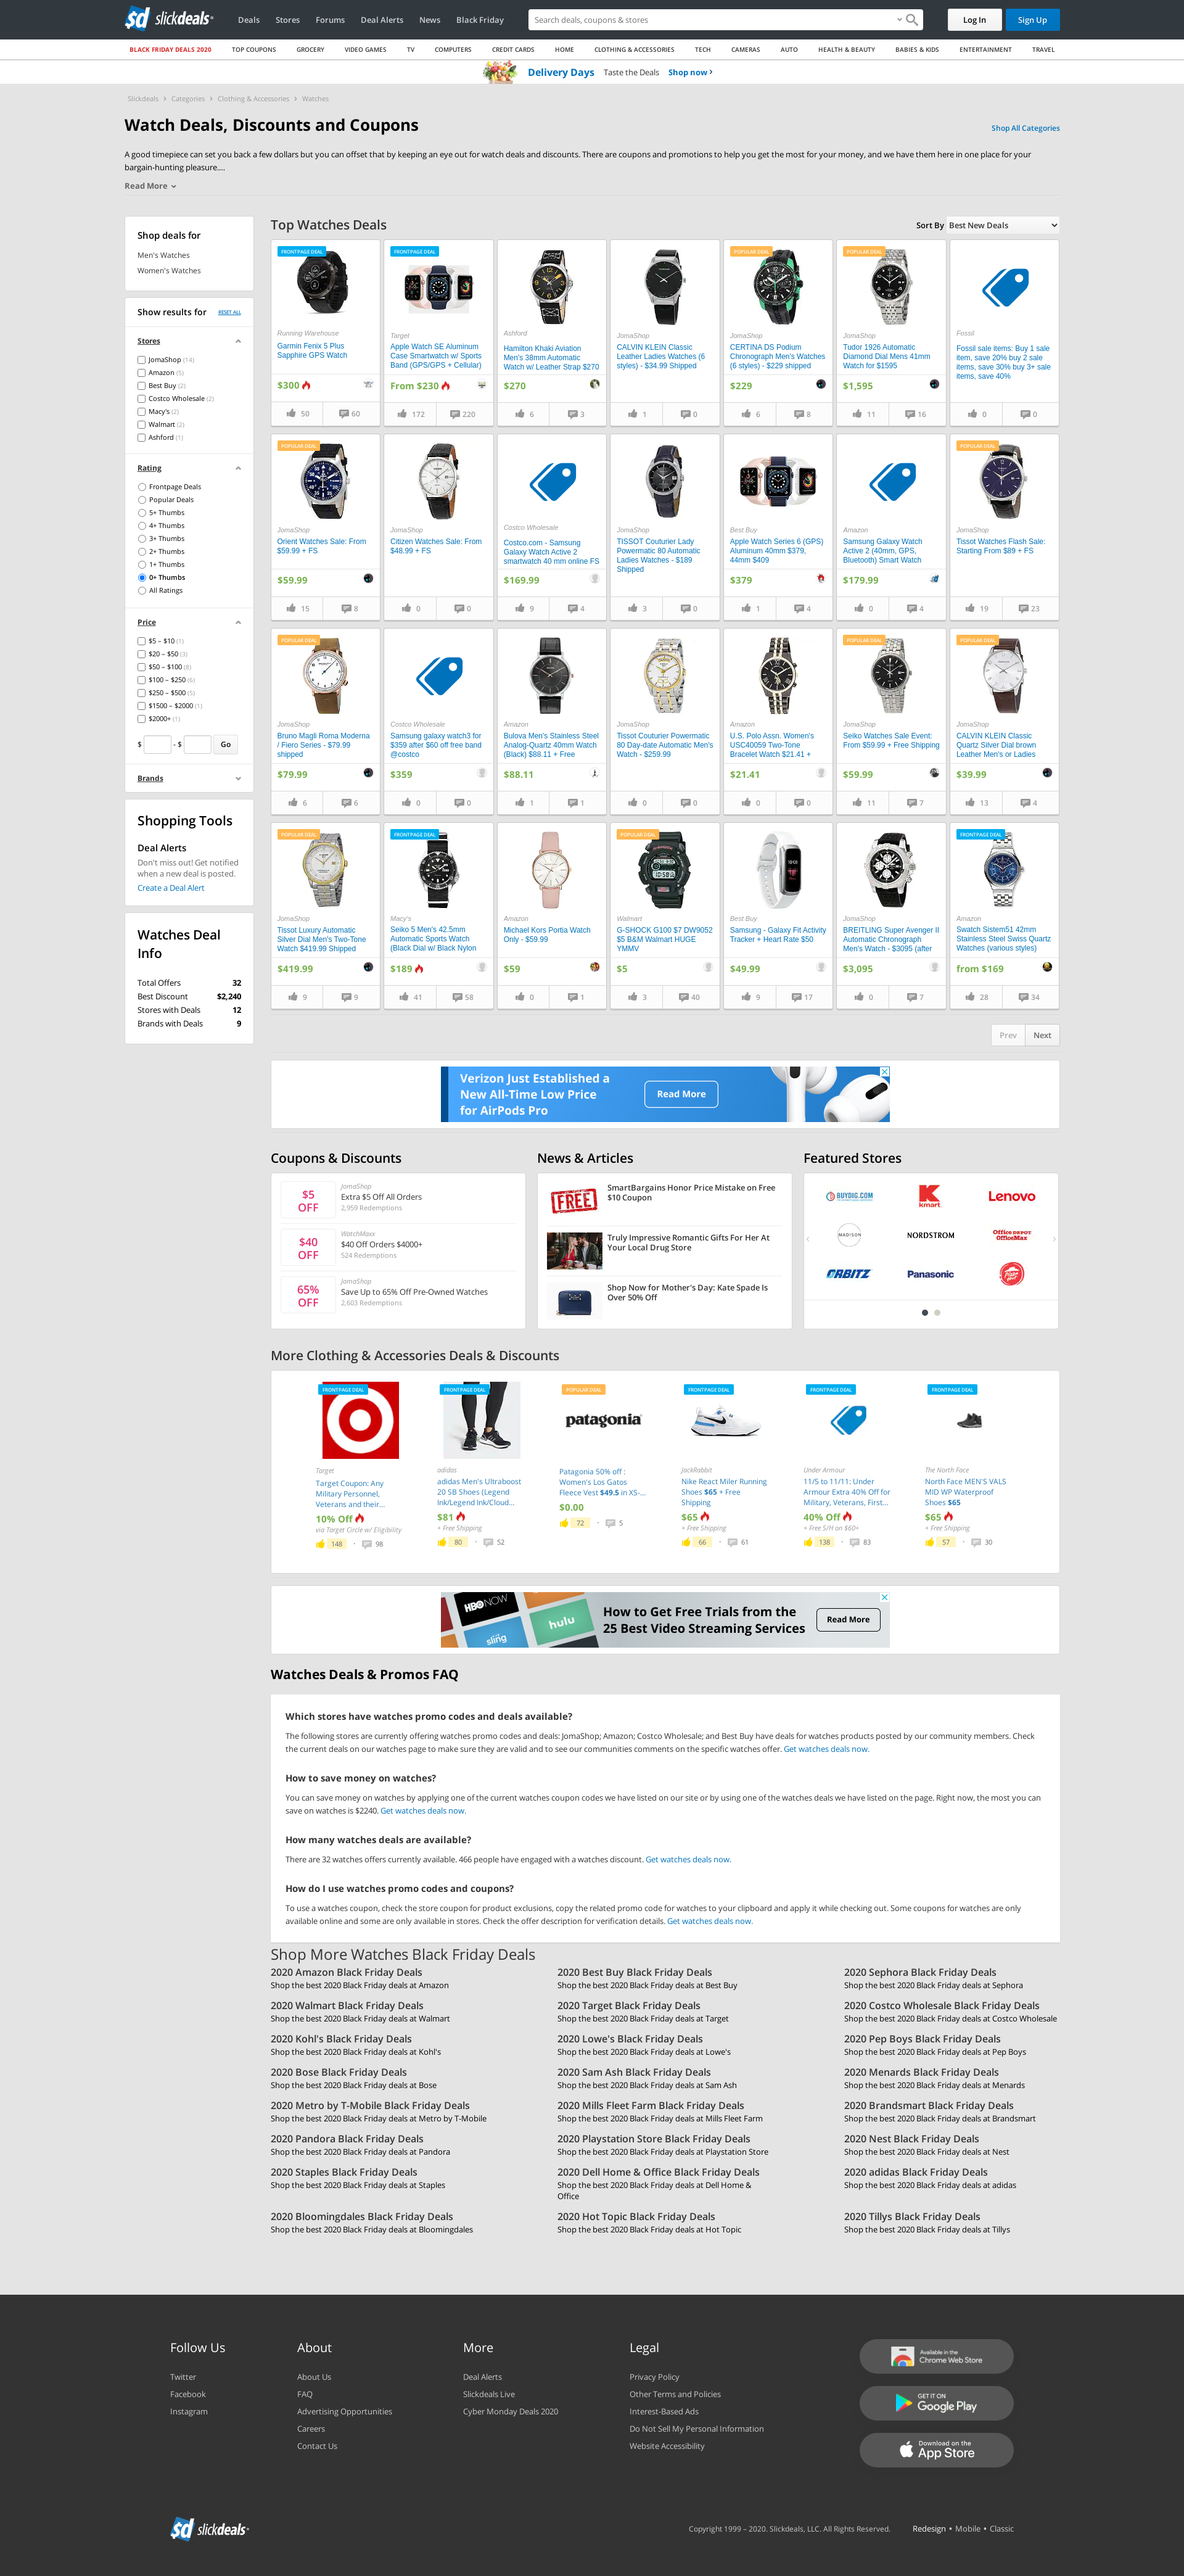 slickdeals
Deals
Stores
Forums
Deal Alerts
News
Black Friday
Search deals, coupons & stores
Log In
Sign Up
BLACK FRIDAY DEALS 2020
TOP COUPONS
GROCERY
VIDEO GAMES
TV
COMPUTERS
CREDIT CARDS
HOME
CLOTHING & ACCESSORIES
TECH
CAMERAS
AUTO
HEALTH & BEAUTY
BABIES & KIDS
ENTERTAINMENT
TRAVEL
Delivery Days Taste the Deals Shop now ›
Slickdeals › Categories › Clothing & Accessories › Watches
Watch Deals, Discounts and Coupons
Shop All Categories
A good timepiece can set you back a few dollars but you can offset that by keeping an eye out for watch deals and discounts. There are coupons and promotions to help you get the most for your money, and we have them here in one place for your
bargain-hunting pleasure....
Read More
Shop deals for
Men's Watches
Women's Watches
Show results for RESET ALL
Stores
JomaShop (14)
Amazon (5)
Best Buy (2)
Costco Wholesale (2)
Macy's (2)
Walmart (2)
Ashford (1)
Rating
Frontpage Deals
Popular Deals
5+ Thumbs
4+ Thumbs
3+ Thumbs
2+ Thumbs
1+ Thumbs
0+ Thumbs
All Ratings
Price
$5 – $10 (1)
$20 – $50 (3)
$50 – $100 (8)
$100 – $250 (6)
$250 – $500 (5)
$1500 – $2000 (1)
$2000+ (1)
$ - $ Go
Brands
Shopping Tools
Deal Alerts
Don't miss out! Get notified
when a new deal is posted.
Create a Deal Alert
Watches Deal
Info
Total Offers 32
Best Discount $2,240
Stores with Deals 12
Brands with Deals 9
Top Watches Deals
Sort By Best New Deals
FRONTPAGE DEAL
Running Warehouse
Garmin Fenix 5 Plus
Sapphire GPS Watch
$300
50 60
FRONTPAGE DEAL
Target
Apple Watch SE Aluminum
Case Smartwatch w/ Sports
Band (GPS/GPS + Cellular)
From $230
172 220
Ashford
Hamilton Khaki Aviation
Men's 38mm Automatic
Watch w/ Leather Strap $270
$270
6 3
JomaShop
CALVIN KLEIN Classic
Leather Ladies Watches (6
styles) - $34.99 Shipped
1 0
POPULAR DEAL
JomaShop
CERTINA DS Podium
Chronograph Men's Watches
(6 styles) - $229 shipped
$229
6 8
POPULAR DEAL
JomaShop
Tudor 1926 Automatic
Diamond Dial Mens 41mm
Watch for $1595
$1,595
11 16
Fossil
Fossil sale items: Buy 1 sale
item, save 20% buy 2 sale
items, save 30% buy 3+ sale
items, save 40%
0 0
POPULAR DEAL
JomaShop
Orient Watches Sale: From
$59.99 + FS
$59.99
15 8
JomaShop
Citizen Watches Sale: From
$48.99 + FS
0 0
Costco Wholesale
Costco.com - Samsung
Galaxy Watch Active 2
smartwatch 40 mm online FS
$169.99
9 4
JomaShop
TISSOT Couturier Lady
Powermatic 80 Automatic
Ladies Watches - $189
Shipped
3 0
Best Buy
Apple Watch Series 6 (GPS)
Aluminum 40mm $379,
44mm $409
$379
1 4
Amazon
Samsung Galaxy Watch
Active 2 (40mm, GPS,
Bluetooth) Smart Watch
$179.99
0 4
POPULAR DEAL
JomaShop
Tissot Watches Flash Sale:
Starting From $89 + FS
19 23
POPULAR DEAL
JomaShop
Bruno Magli Roma Moderna
/ Fiero Series - $79.99
shipped
$79.99
6 6
Costco Wholesale
Samsung galaxy watch3 for
$359 after $60 off free band
@costco
$359
0 0
Amazon
Bulova Men's Stainless Steel
Analog-Quartz 40mm Watch
(Black) $88.11 + Free
$88.11
1 1
JomaShop
Tissot Couturier Powermatic
80 Day-date Automatic Men's
Watch - $259.99
0 0
Amazon
U.S. Polo Assn. Women's
USC40059 Two-Tone
Bracelet Watch $21.41 +
$21.41
0 0
POPULAR DEAL
JomaShop
Seiko Watches Sale Event:
From $59.99 + Free Shipping
$59.99
11 7
POPULAR DEAL
JomaShop
CALVIN KLEIN Classic
Quartz Silver Dial brown
Leather Men's or Ladies
$39.99
13 4
POPULAR DEAL
JomaShop
Tissot Luxury Automatic
Silver Dial Men's Two-Tone
Watch $419.99 Shipped
$419.99
9 9
FRONTPAGE DEAL
Macy's
Seiko 5 Men's 42.5mm
Automatic Sports Watch
(Black Dial w/ Black Nylon
$189
41 58
Amazon
Michael Kors Portia Watch
Only - $59.99
$59
0 1
POPULAR DEAL
Walmart
G-SHOCK G100 $7 DW9052
$5 B&M Walmart HUGE
YMMV
$5
3 40
Best Buy
Samsung - Galaxy Fit Activity
Tracker + Heart Rate $50
$49.99
9 17
JomaShop
BREITLING Super Avenger II
Automatic Chronograph
Men's Watch - $3095 (after
$3,095
0 7
FRONTPAGE DEAL
Amazon
Swatch Sistem51 42mm
Stainless Steel Swiss Quartz
Watches (various styles)
from $169
28 34
Prev Next
Verizon Just Established a
New All-Time Low Price
for AirPods Pro
Read More
Coupons & Discounts
$5
OFF
JomaShop
Extra $5 Off All Orders
2,959 Redemptions
$40
OFF
WatchMaxx
$40 Off Orders $4000+
524 Redemptions
65%
OFF
JomaShop
Save Up to 65% Off Pre-Owned Watches
2,603 Redemptions
News & Articles
FREE
SmartBargains Honor Price Mistake on Free
$10 Coupon
Truly Impressive Romantic Gifts For Her At
Your Local Drug Store
Shop Now for Mother's Day: Kate Spade Is
Over 50% Off
Featured Stores
BUYDIG.COM
kmart
Lenovo
MADISON
NORDSTROM
Office DEPOT
OfficeMax
ORBITZ
Panasonic
Pizza Hut
More Clothing & Accessories Deals & Discounts
FRONTPAGE DEAL
Target
Target Coupon: Any
Military Personnel,
Veterans and their...
10% Off
via Target Circle w/ Eligibility
148 98
FRONTPAGE DEAL
adidas
adidas Men's Ultraboost
20 SB Shoes (Legend
Ink/Legend Ink/Cloud...
$81
+ Free Shipping
80 52
POPULAR DEAL
patagonia
Patagonia 50% off :
Women's Los Gatos
Fleece Vest $49.5 in XS-...
$0.00
72 5
FRONTPAGE DEAL
JackRabbit
Nike React Miler Running
Shoes $65 + Free
Shipping
$65
+ Free Shipping
66 61
FRONTPAGE DEAL
Under Armour
11/5 to 11/11: Under
Armour Extra 40% Off for
Military, Veterans, First...
40% Off
+ Free S/H on $60+
138 83
FRONTPAGE DEAL
The North Face
North Face MEN'S VALS
MID WP Waterproof
Shoes $65
$65
+ Free Shipping
57 30
HBO NOW
hulu
sling
How to Get Free Trials from the
25 Best Video Streaming Services
Read More
Watches Deals & Promos FAQ
Which stores have watches promo codes and deals available?
The following stores are currently offering watches promo codes and deals: JomaShop; Amazon; Costco Wholesale; and Best Buy have deals for watches products posted by our community members. Check
the current deals on our watches page to make sure they are valid and to see our communities comments on the specific watches offer. Get watches deals now.
How to save money on watches?
You can save money on watches by applying one of the current watches coupon codes we have listed on our site or by using one of the watches deals we have listed on the page. Right now, the most you can
save on watches is $2240. Get watches deals now.
How many watches deals are available?
There are 32 watches offers currently available. 466 people have engaged with a watches discount. Get watches deals now.
How do I use watches promo codes and coupons?
To use a watches coupon, check the store coupon for product exclusions, copy the related promo code for watches to your clipboard and apply it while checking out. Some coupons for watches are only
available online and some are only available in stores. Check the offer description for verification details. Get watches deals now.
Shop More Watches Black Friday Deals
2020 Amazon Black Friday Deals
Shop the best 2020 Black Friday deals at Amazon
2020 Best Buy Black Friday Deals
Shop the best 2020 Black Friday deals at Best Buy
2020 Sephora Black Friday Deals
Shop the best 2020 Black Friday deals at Sephora
2020 Walmart Black Friday Deals
Shop the best 2020 Black Friday deals at Walmart
2020 Target Black Friday Deals
Shop the best 2020 Black Friday deals at Target
2020 Costco Wholesale Black Friday Deals
Shop the best 2020 Black Friday deals at Costco Wholesale
2020 Kohl's Black Friday Deals
Shop the best 2020 Black Friday deals at Kohl's
2020 Lowe's Black Friday Deals
Shop the best 2020 Black Friday deals at Lowe's
2020 Pep Boys Black Friday Deals
Shop the best 2020 Black Friday deals at Pep Boys
2020 Bose Black Friday Deals
Shop the best 2020 Black Friday deals at Bose
2020 Sam Ash Black Friday Deals
Shop the best 2020 Black Friday deals at Sam Ash
2020 Menards Black Friday Deals
Shop the best 2020 Black Friday deals at Menards
2020 Metro by T-Mobile Black Friday Deals
Shop the best 2020 Black Friday deals at Metro by T-Mobile
2020 Mills Fleet Farm Black Friday Deals
Shop the best 2020 Black Friday deals at Mills Fleet Farm
2020 Brandsmart Black Friday Deals
Shop the best 2020 Black Friday deals at Brandsmart
2020 Pandora Black Friday Deals
Shop the best 2020 Black Friday deals at Pandora
2020 Playstation Store Black Friday Deals
Shop the best 2020 Black Friday deals at Playstation Store
2020 Nest Black Friday Deals
Shop the best 2020 Black Friday deals at Nest
2020 Staples Black Friday Deals
Shop the best 2020 Black Friday deals at Staples
2020 Dell Home & Office Black Friday Deals
Shop the best 2020 Black Friday deals at Dell Home &
Office
2020 adidas Black Friday Deals
Shop the best 2020 Black Friday deals at adidas
2020 Bloomingdales Black Friday Deals
Shop the best 2020 Black Friday deals at Bloomingdales
2020 Hot Topic Black Friday Deals
Shop the best 2020 Black Friday deals at Hot Topic
2020 Tillys Black Friday Deals
Shop the best 2020 Black Friday deals at Tillys
Follow Us
Twitter
Facebook
Instagram
About
About Us
FAQ
Advertising Opportunities
Careers
Contact Us
More
Deal Alerts
Slickdeals Live
Cyber Monday Deals 2020
Legal
Privacy Policy
Other Terms and Policies
Interest-Based Ads
Do Not Sell My Personal Information
Website Accessibility
Available in the
Chrome Web Store
GET IT ON
Google Play
Download on the
App Store
slickdeals
Copyright 1999 – 2020. Slickdeals, LLC. All Rights Reserved.
Redesign • Mobile • Classic